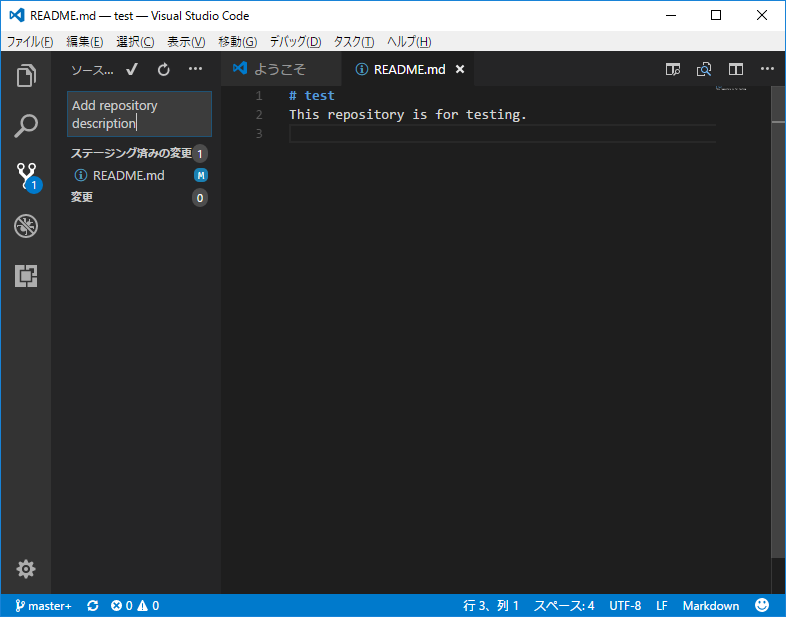 README.md — test — Visual Studio Code
ファイル(F) 編集(E) 選択(C) 表示(V) 移動(G) デバッグ(D) タスク(T) ヘルプ(H)
ソース...
ようこそ README.md
Add repository
description
ステージング済みの変更 1
README.md M
変更 0
1 # test
2 This repository is for testing.
3
1
master+ 0 0 行 3、列 1 スペース: 4 UTF-8 LF Markdown